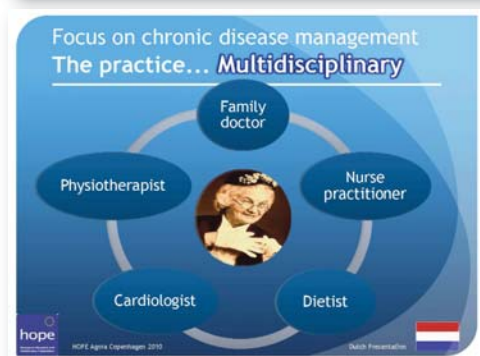 Focus on chronic disease management
The practice... Multidisciplinary
Family
doctor
Physiotherapist
Nurse
practitioner
Cardiologist
Dietist
hope
HOPE Agora Copenhagen 2010
Dutch Presentation